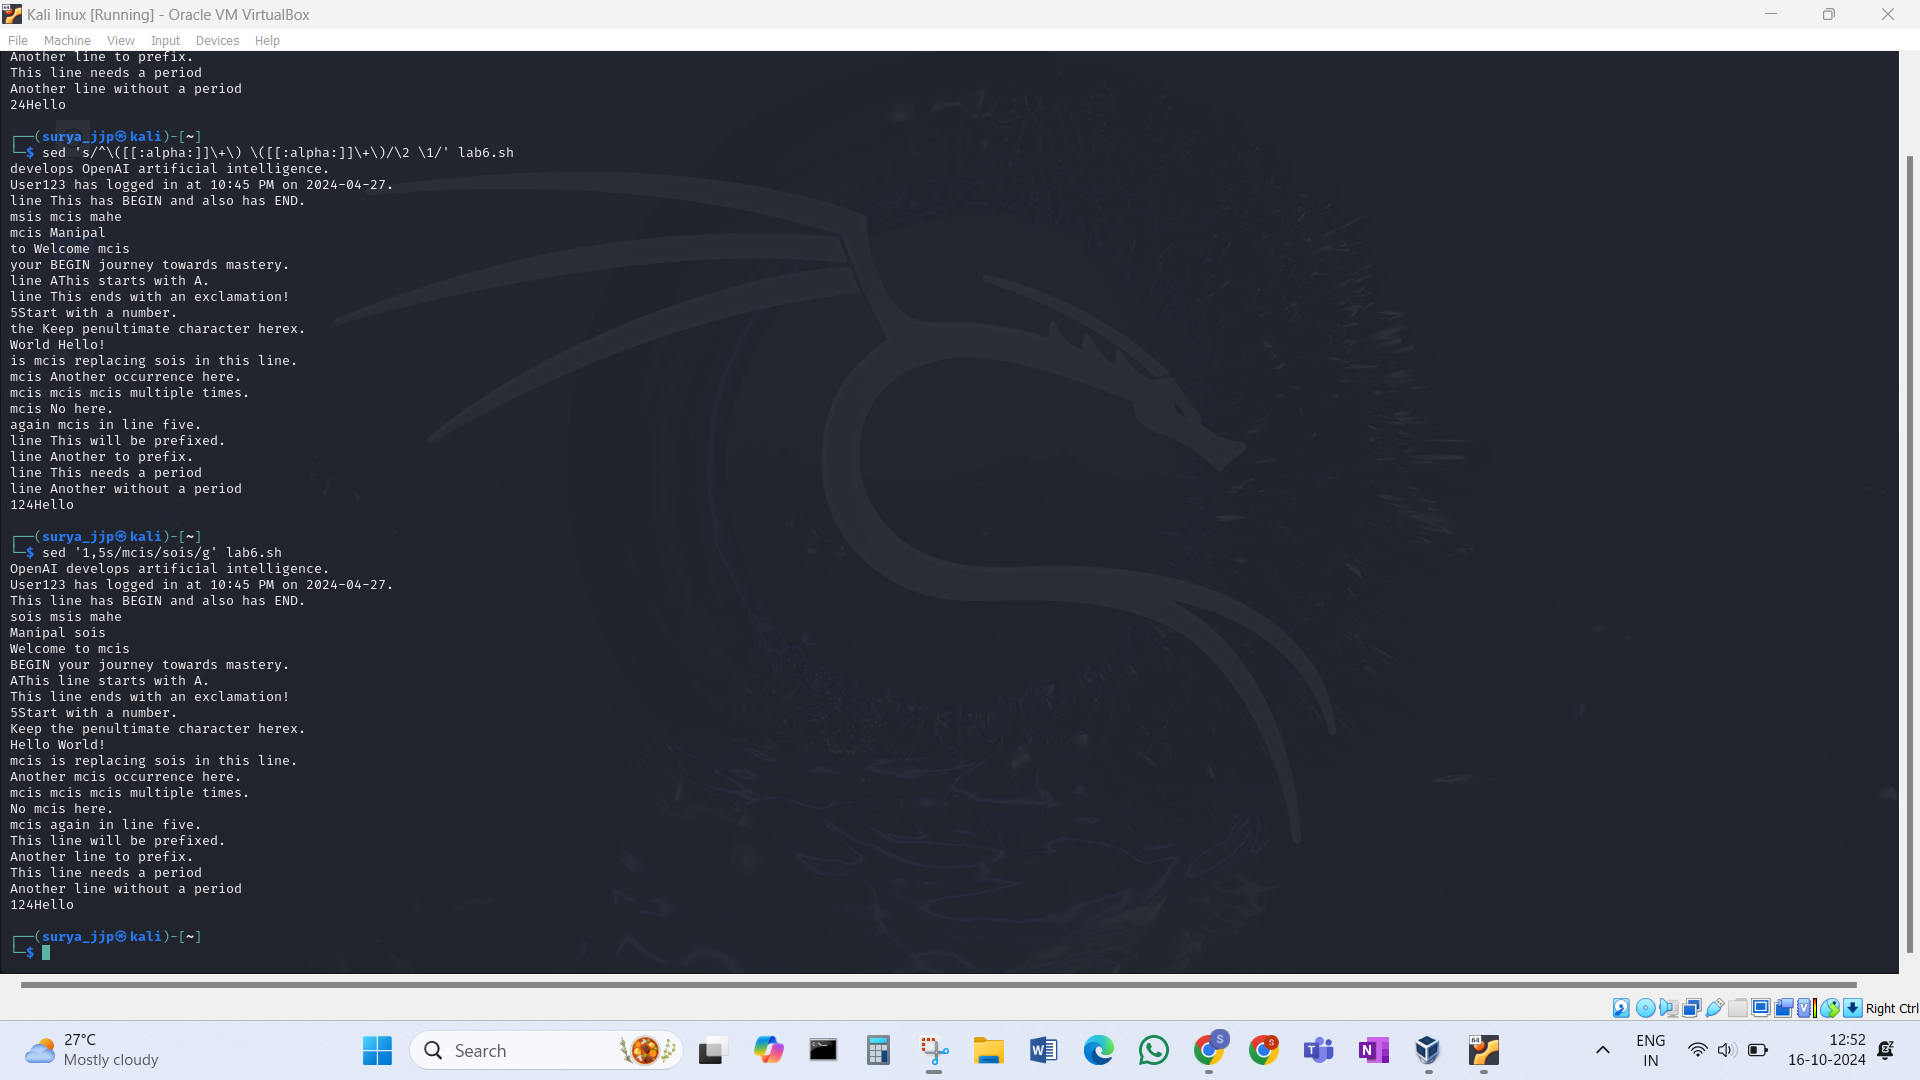 Kali linux [Running] - Oracle VM VirtualBox
File Machine View Input Devices Help
Another line to prefix.
This line needs a period
Another line without a period
24Hello
┌──(surya_jjp㉿kali)-[~]
└─$ sed 's/^\([[:alpha:]]\+\) \([[:alpha:]]\+\)/\2 \1/' lab6.sh
develops OpenAI artificial intelligence.
User123 has logged in at 10:45 PM on 2024-04-27.
line This has BEGIN and also has END.
msis mcis mahe
mcis Manipal
to Welcome mcis
your BEGIN journey towards mastery.
line AThis starts with A.
line This ends with an exclamation!
5Start with a number.
the Keep penultimate character herex.
World Hello!
is mcis replacing sois in this line.
mcis Another occurrence here.
mcis mcis mcis multiple times.
mcis No here.
again mcis in line five.
line This will be prefixed.
line Another to prefix.
line This needs a period
line Another without a period
124Hello
┌──(surya_jjp㉿kali)-[~]
└─$ sed '1,5s/mcis/sois/g' lab6.sh
OpenAI develops artificial intelligence.
User123 has logged in at 10:45 PM on 2024-04-27.
This line has BEGIN and also has END.
sois msis mahe
Manipal sois
Welcome to mcis
BEGIN your journey towards mastery.
AThis line starts with A.
This line ends with an exclamation!
5Start with a number.
Keep the penultimate character herex.
Hello World!
mcis is replacing sois in this line.
Another mcis occurrence here.
mcis mcis mcis multiple times.
No mcis here.
mcis again in line five.
This line will be prefixed.
Another line to prefix.
This line needs a period
Another line without a period
124Hello
┌──(surya_jjp㉿kali)-[~]
└─$
Right Ctrl
27°C
Mostly cloudy
Search
ENG
IN
12:52
16-10-2024